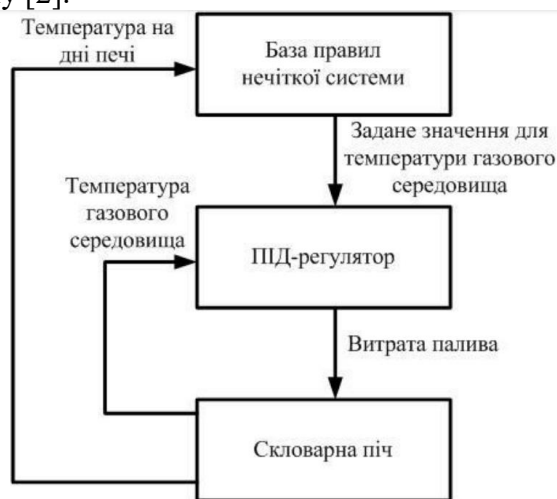 у [2].
Температура на
дні печі
База правил
нечіткої системи
Задане значення для
температури газового
середовища
Температура
газового
середовища
ПІД-регулятор
Витрата палива
Скловарна піч